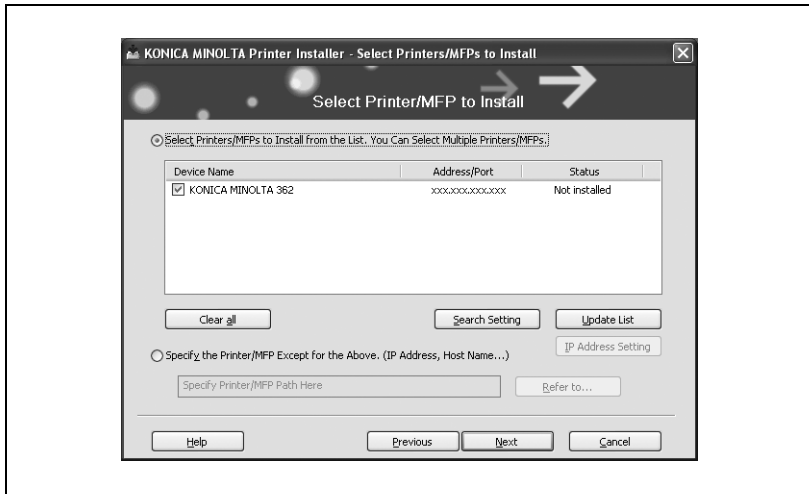 KONICA MINOLTA Printer Installer - Select Printers/MFPs to Install
Select Printer/MFP to Install
Select Printers/MFPs to Install from the List. You Can Select Multiple Printers/MFPs.
Device Name Address/Port Status
KONICA MINOLTA 362 xxx.xxx.xxx.xxx Not installed
Clear all Search Setting Update List
IP Address Setting
Specify the Printer/MFP Except for the Above. (IP Address, Host Name...)
Specify Printer/MFP Path Here Refer to...
Help Previous Next Cancel